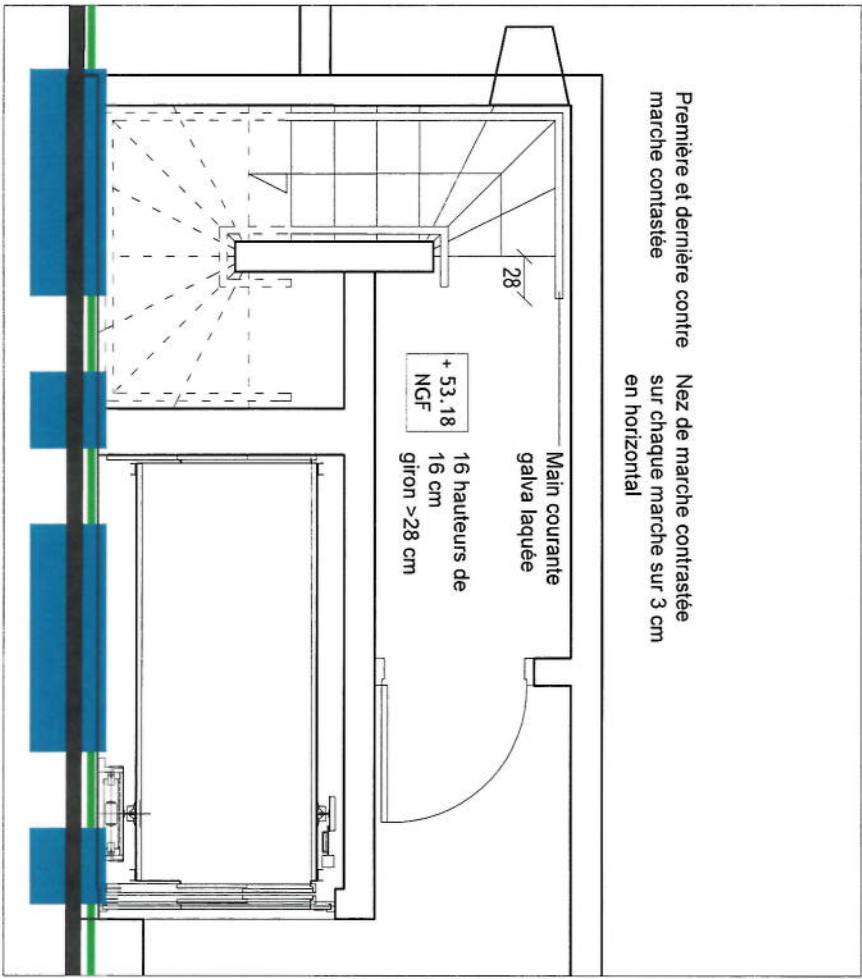 Première et dernière contre
marche contastée
Nez de marche contrastée
sur chaque marche sur 3 cm
en horizontal
Main courante
galva laquée
28
+ 53.18
NGF
16 hauteurs de
16 cm
giron >28 cm